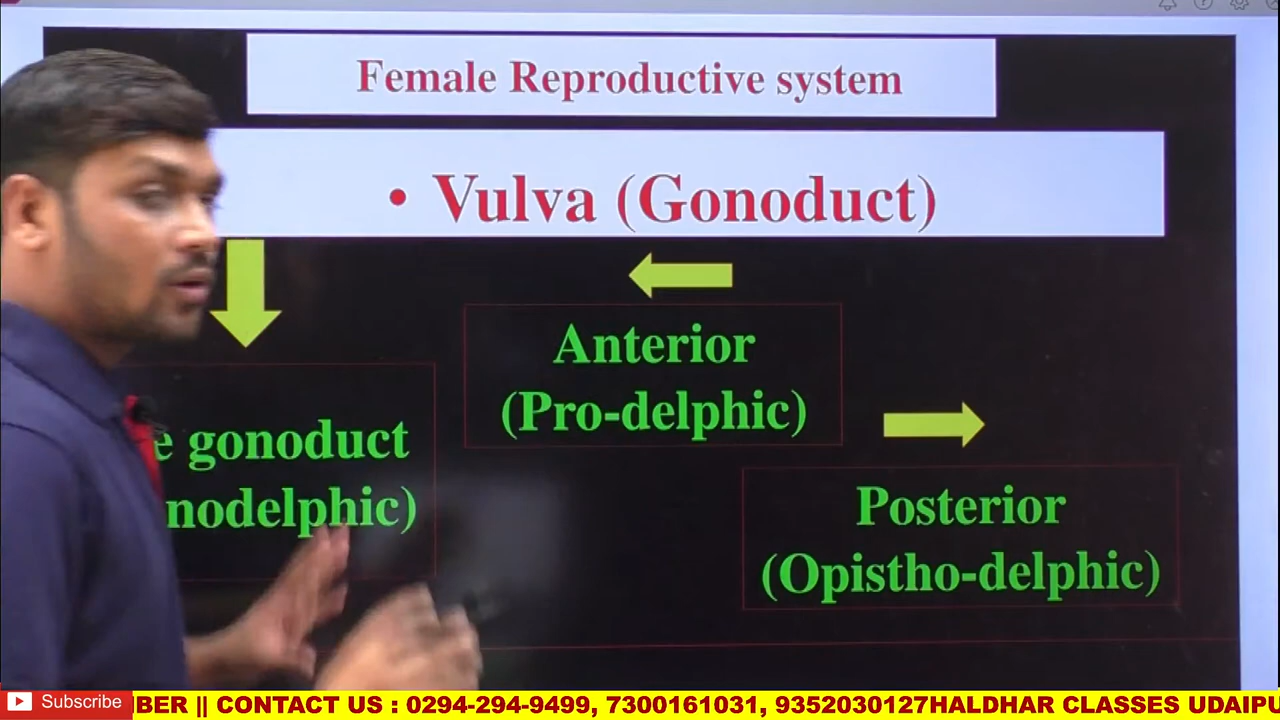 Female Reproductive system
• Vulva (Gonoduct)
Anterior
(Pro-delphic)
e gonoduct
nodelphic)
Posterior
(Opistho-delphic)
Subscribe
BER || CONTACT US : 0294-294-9499, 7300161031, 9352030127HALDHAR CLASSES UDAIPU